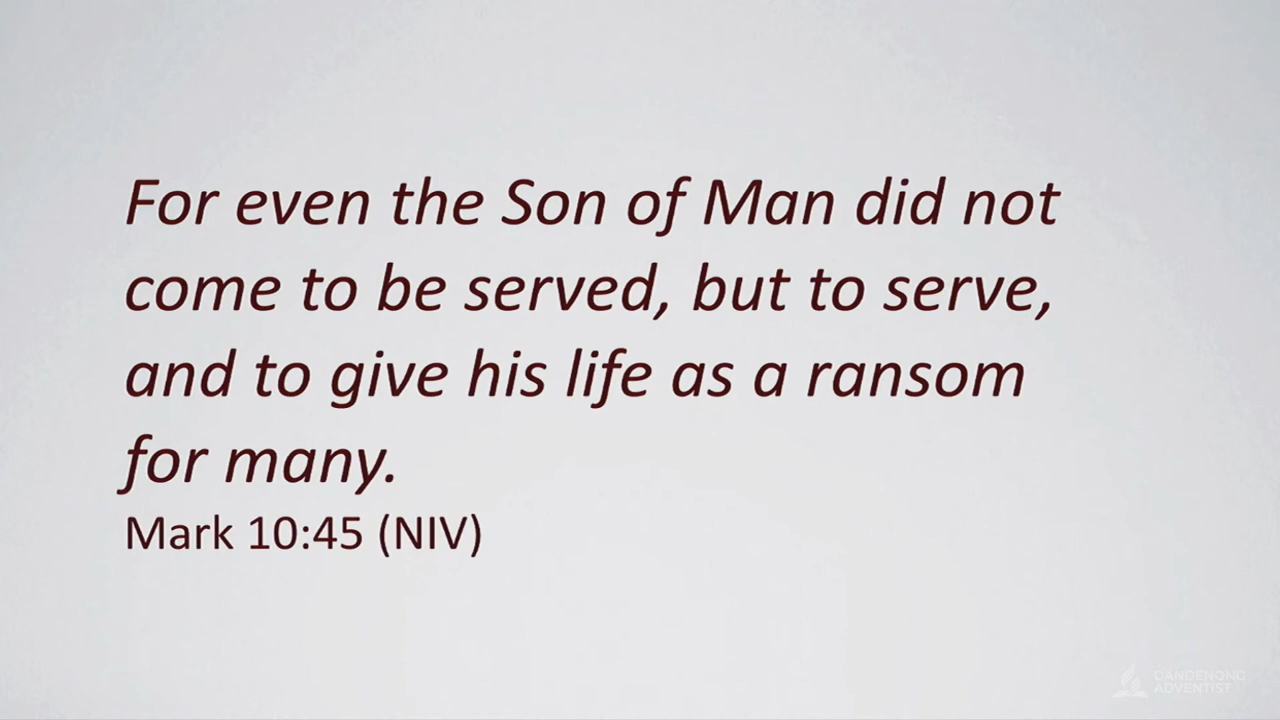 For even the Son of Man did not
come to be served, but to serve,
and to give his life as a ransom
for many.
Mark 10:45 (NIV)
DANDENONG
ADVENTIST